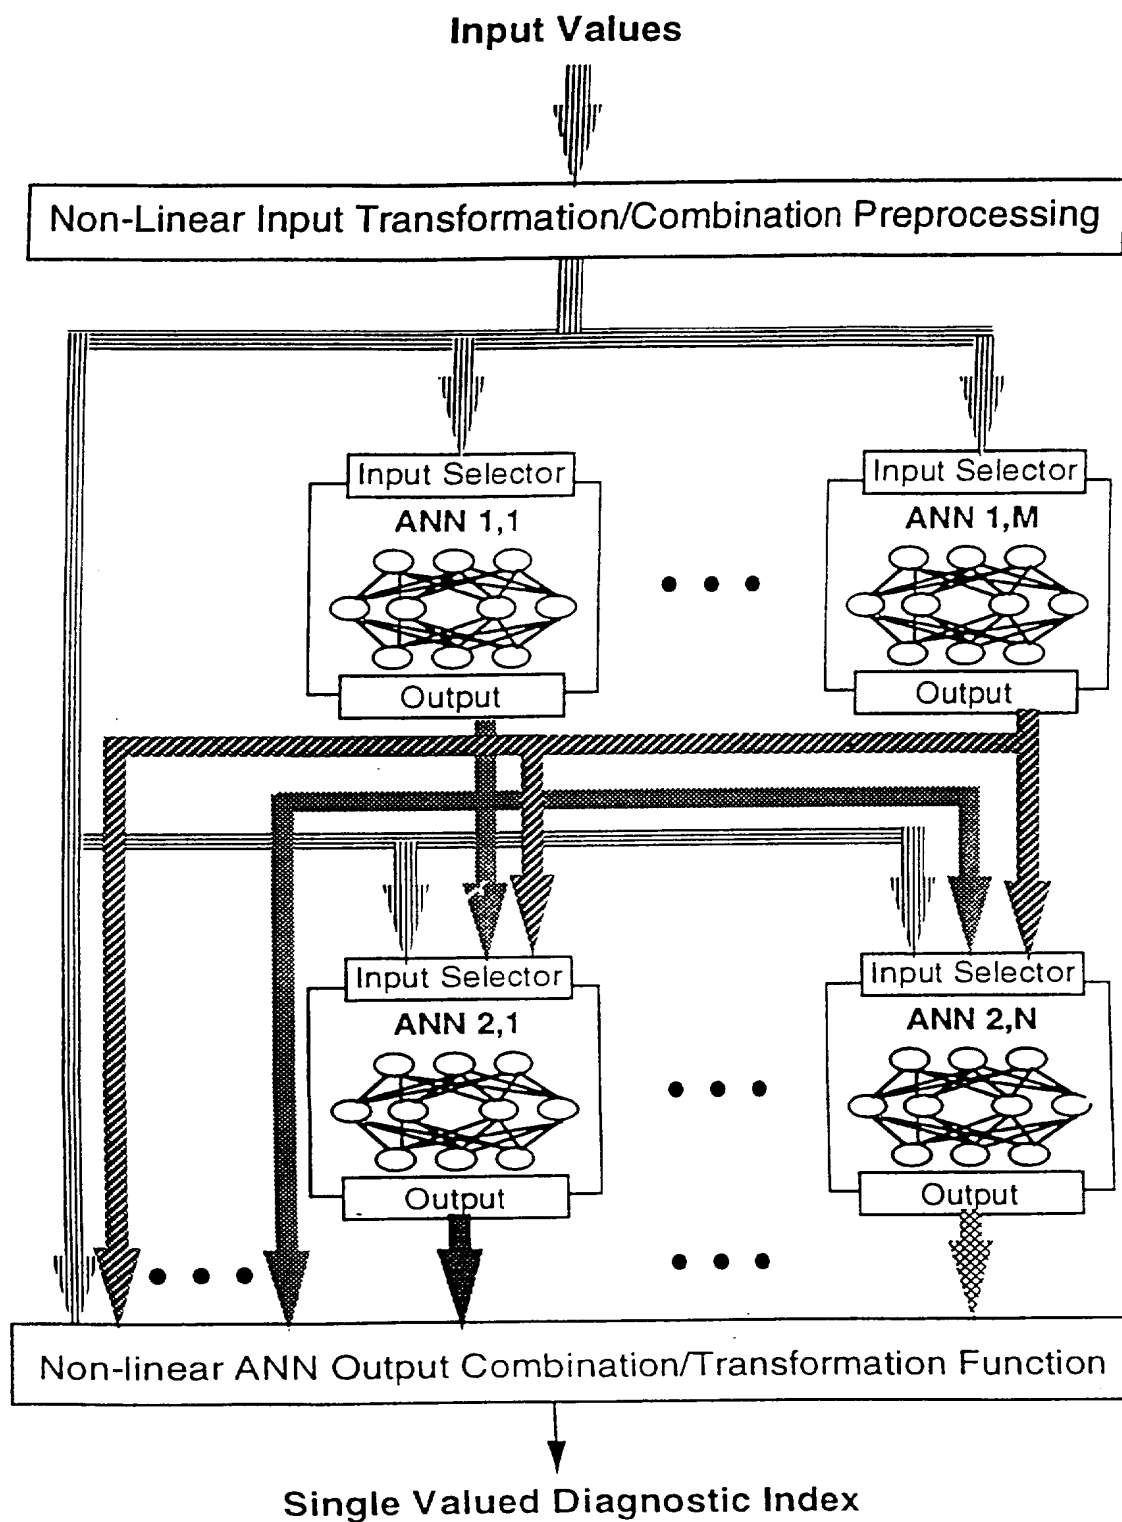 Input Values
Non-Linear Input Transformation/Combination Preprocessing
Input Selector
ANN 1,1
Output
Input Selector
ANN 1,M
Output
Input Selector
ANN 2,1
Output
Input Selector
ANN 2,N
Output
Non-linear ANN Output Combination/Transformation Function
Single Valued Diagnostic Index